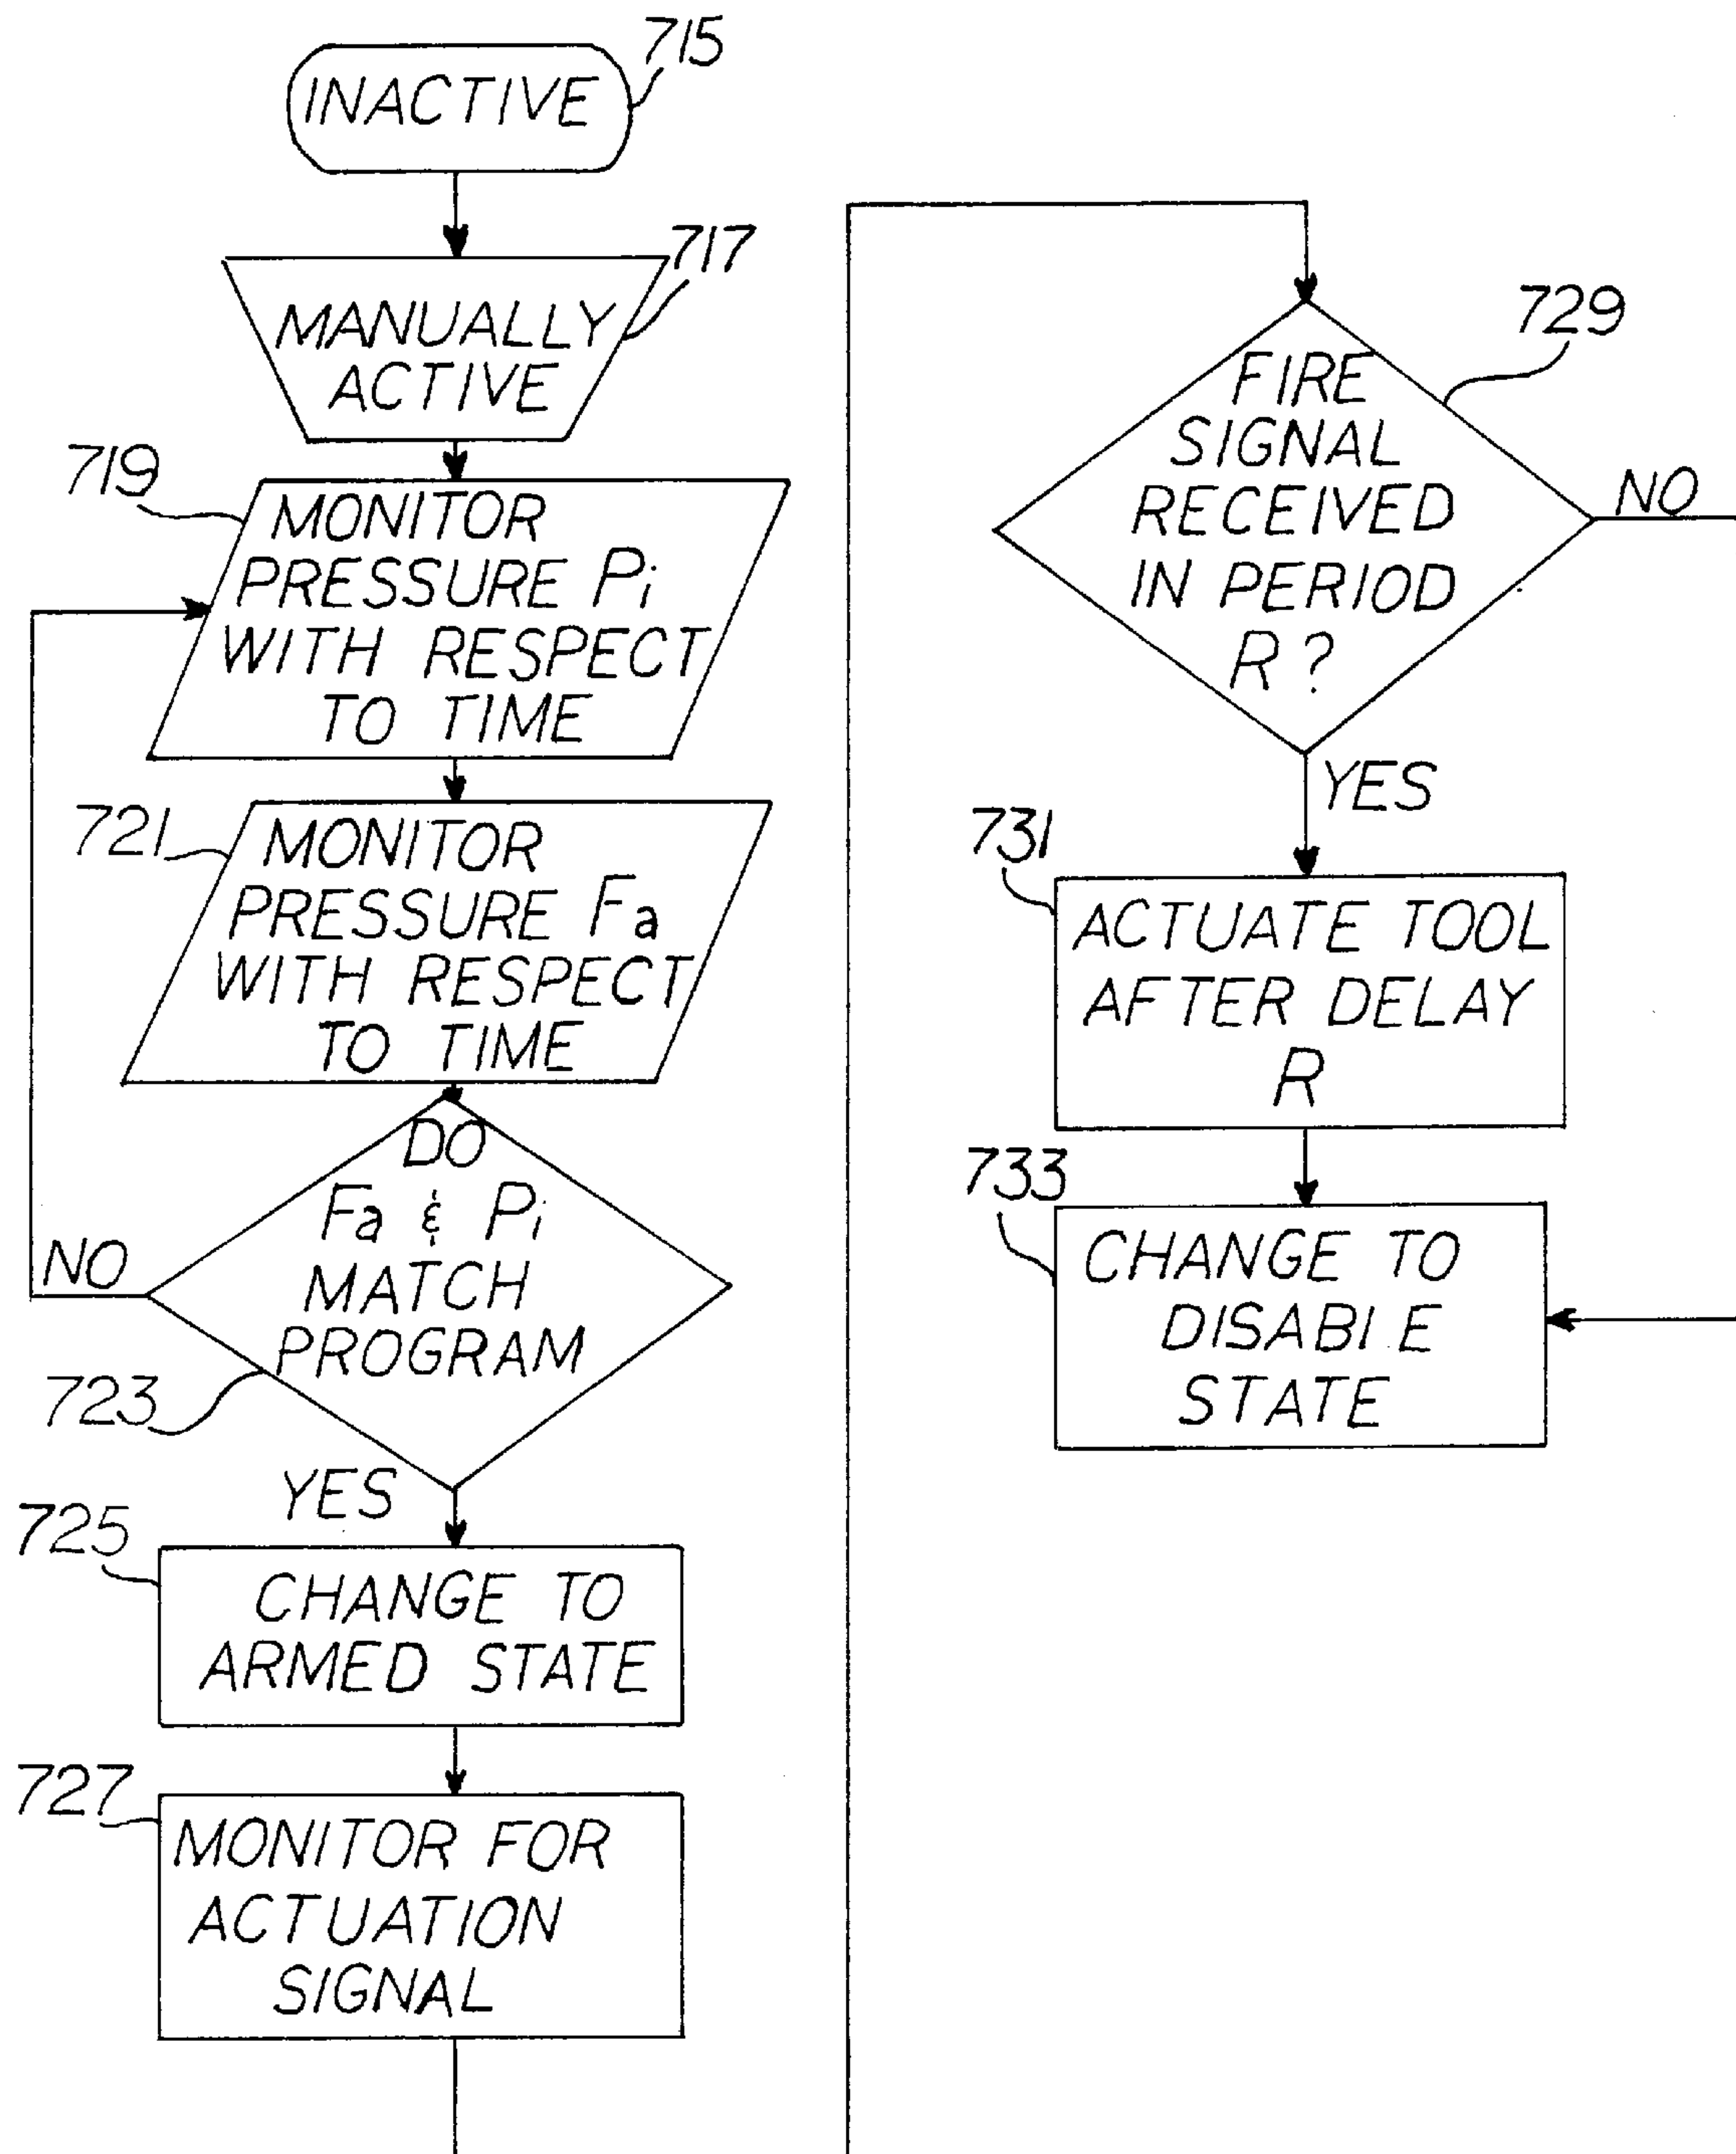 715
INACTIVE
717
MANUALLY
ACTIVE
719
MONITOR
PRESSURE Pi
WITH RESPECT
TO TIME
721
MONITOR
PRESSURE Fa
WITH RESPECT
TO TIME
DO
Fa & Pi
MATCH
PROGRAM
NO
723
YES
725
CHANGE TO
ARMED STATE
727
MONITOR FOR
ACTUATION
SIGNAL
729
FIRE
SIGNAL
RECEIVED
IN PERIOD
R?
NO
YES
731
ACTUATE TOOL
AFTER DELAY
R
733
CHANGE TO
DISABLE
STATE